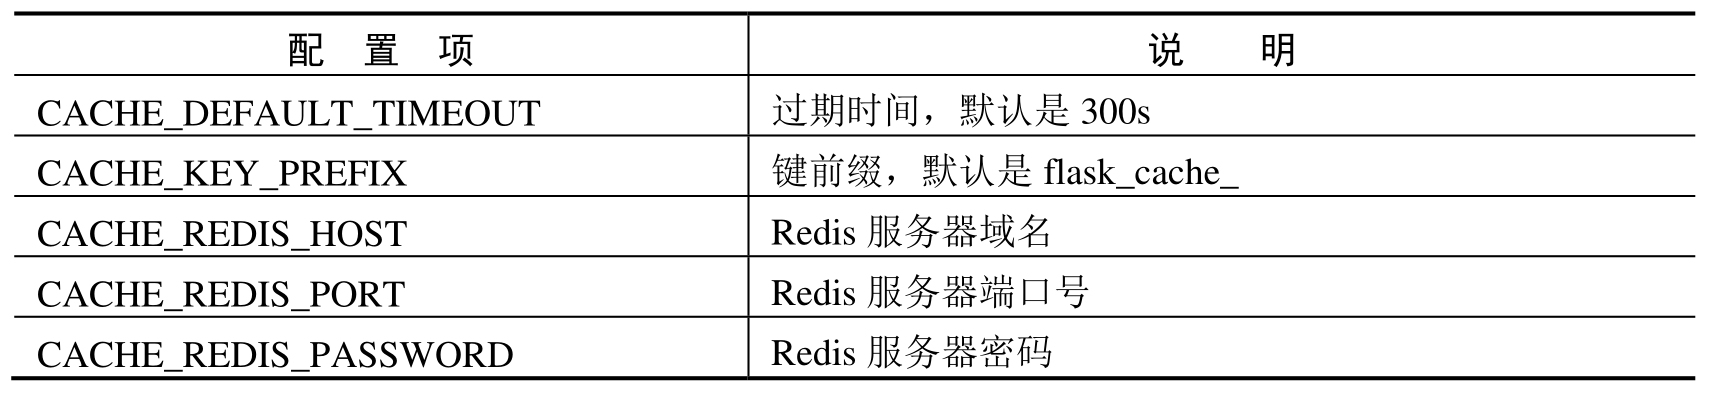 配 置 项 说 明
CACHE_DEFAULT_TIMEOUT 过期时间，默认是 300s
CACHE_KEY_PREFIX 键前缀，默认是 flask_cache_
CACHE_REDIS_HOST Redis 服务器域名
CACHE_REDIS_PORT Redis 服务器端口号
CACHE_REDIS_PASSWORD Redis 服务器密码